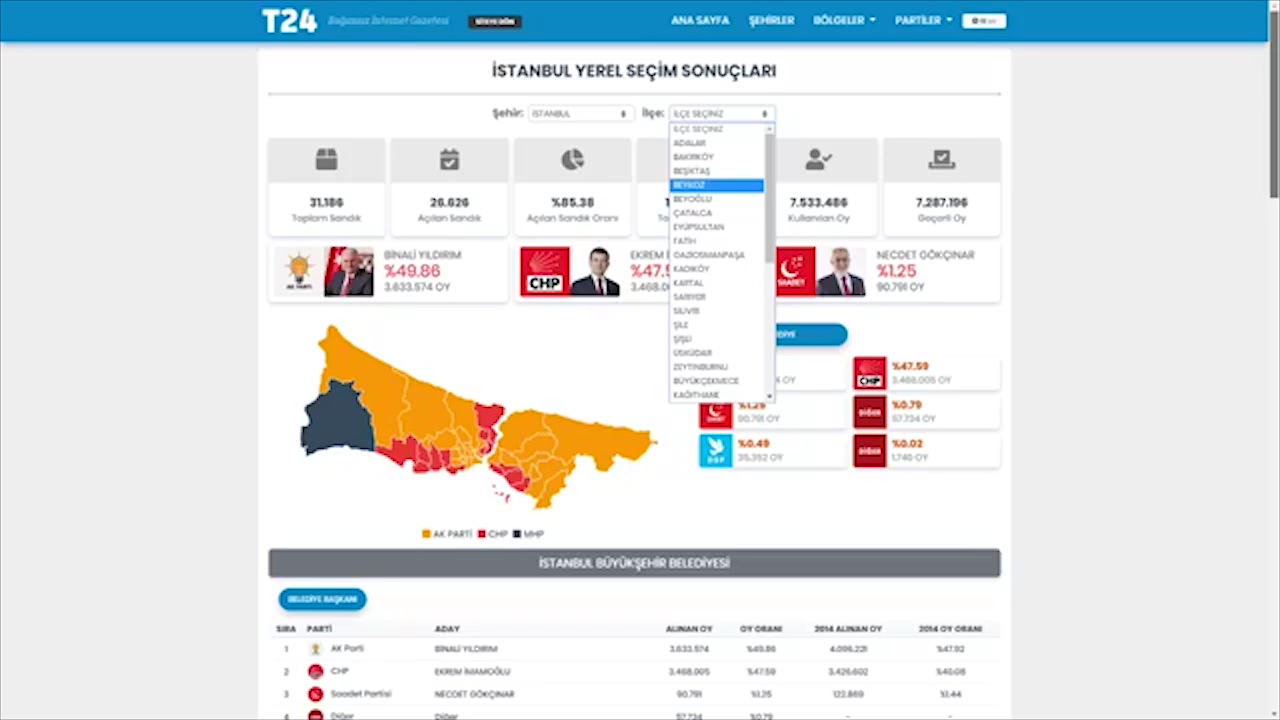 T24 Bağımsız İnternet Gazetesi SİTEYE DÖN ANA SAYFA ŞEHİRLER BÖLGELER PARTİLER
İSTANBUL YEREL SEÇİM SONUÇLARI
Şehir: İSTANBUL İlçe: İLÇE SEÇİNİZ
İLÇE SEÇİNİZ
ADALAR
BAKIRKÖY
BEŞİKTAŞ
BEYKOZ
BEYOĞLU
ÇATALCA
EYÜPSULTAN
FATİH
GAZİOSMANPAŞA
KADIKÖY
KARTAL
SARIYER
SİLİVRİ
ŞİLE
ŞİŞLİ
ÜSKÜDAR
ZEYTİNBURNU
BÜYÜKÇEKMECE
KAĞITHANE
31.186 26.626 %85.38 7.533.486 7.287.196
Toplam Sandık Açılan Sandık Açılan Sandık Oranı Kullanılan Oy Geçerli Oy
AK PARTİ BİNALİ YILDIRIM CHP SAADET NECDET GÖKÇINAR
%49.86 %1.25
3.633.574 OY 90.791 OY
CHP %47.59
3.468.005 OY
%1.25 DİĞER %0.79
90.791 OY 57.734 OY
DSP %0.49 DİĞER %0.02
35.352 OY 1.740 OY
AK PARTİ CHP MHP
İSTANBUL BÜYÜKŞEHİR BELEDİYESİ
BELEDİYE BAŞKANI
SIRA PARTİ ADAY ALINAN OY OY ORANI 2014 ALINAN OY 2014 OY ORANI
1 AK Parti BİNALİ YILDIRIM 3.633.574 %49.86 4.096.221 %47.92
2 CHP EKREM İMAMOĞLU 3.468.005 %47.59 3.426.602 %40.08
3 Saadet Partisi NECDET GÖKÇINAR 90.791 %1.25 122.869 %1.44
4 Diğer Diğer 57.734 %0.79 - -